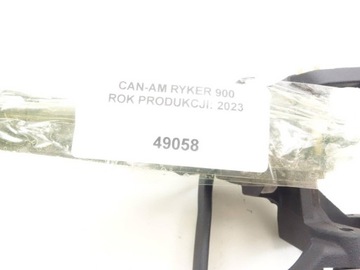 CAN-AM RYKER 900
ROK PRODUKCJI: 2023
49058